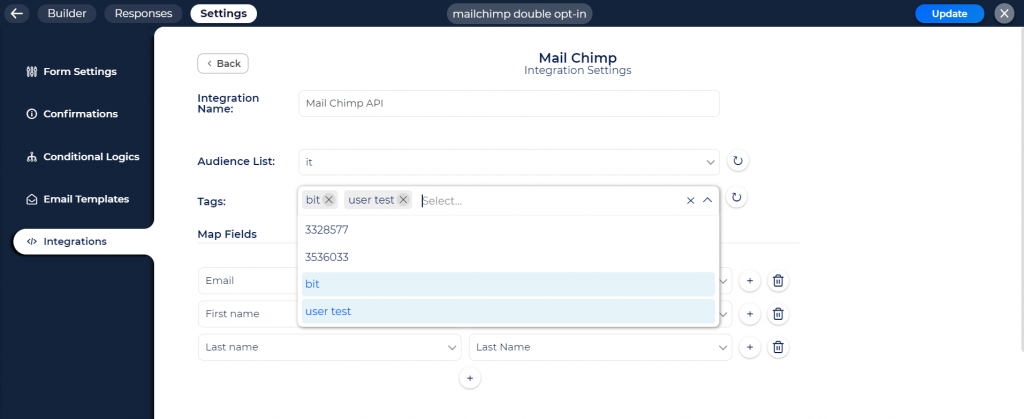 Builder
Responses
Settings
mailchimp double opt-in
Update
Form Settings
Confirmations
Conditional Logics
Email Templates
Integrations
Back
Mail Chimp
Integration Settings
Integration
Name:
Mail Chimp API
Audience List:
it
Tags:
bit
user test
Select...
3328577
3536033
bit
user test
Map Fields
Email
First name
Last name
Last Name